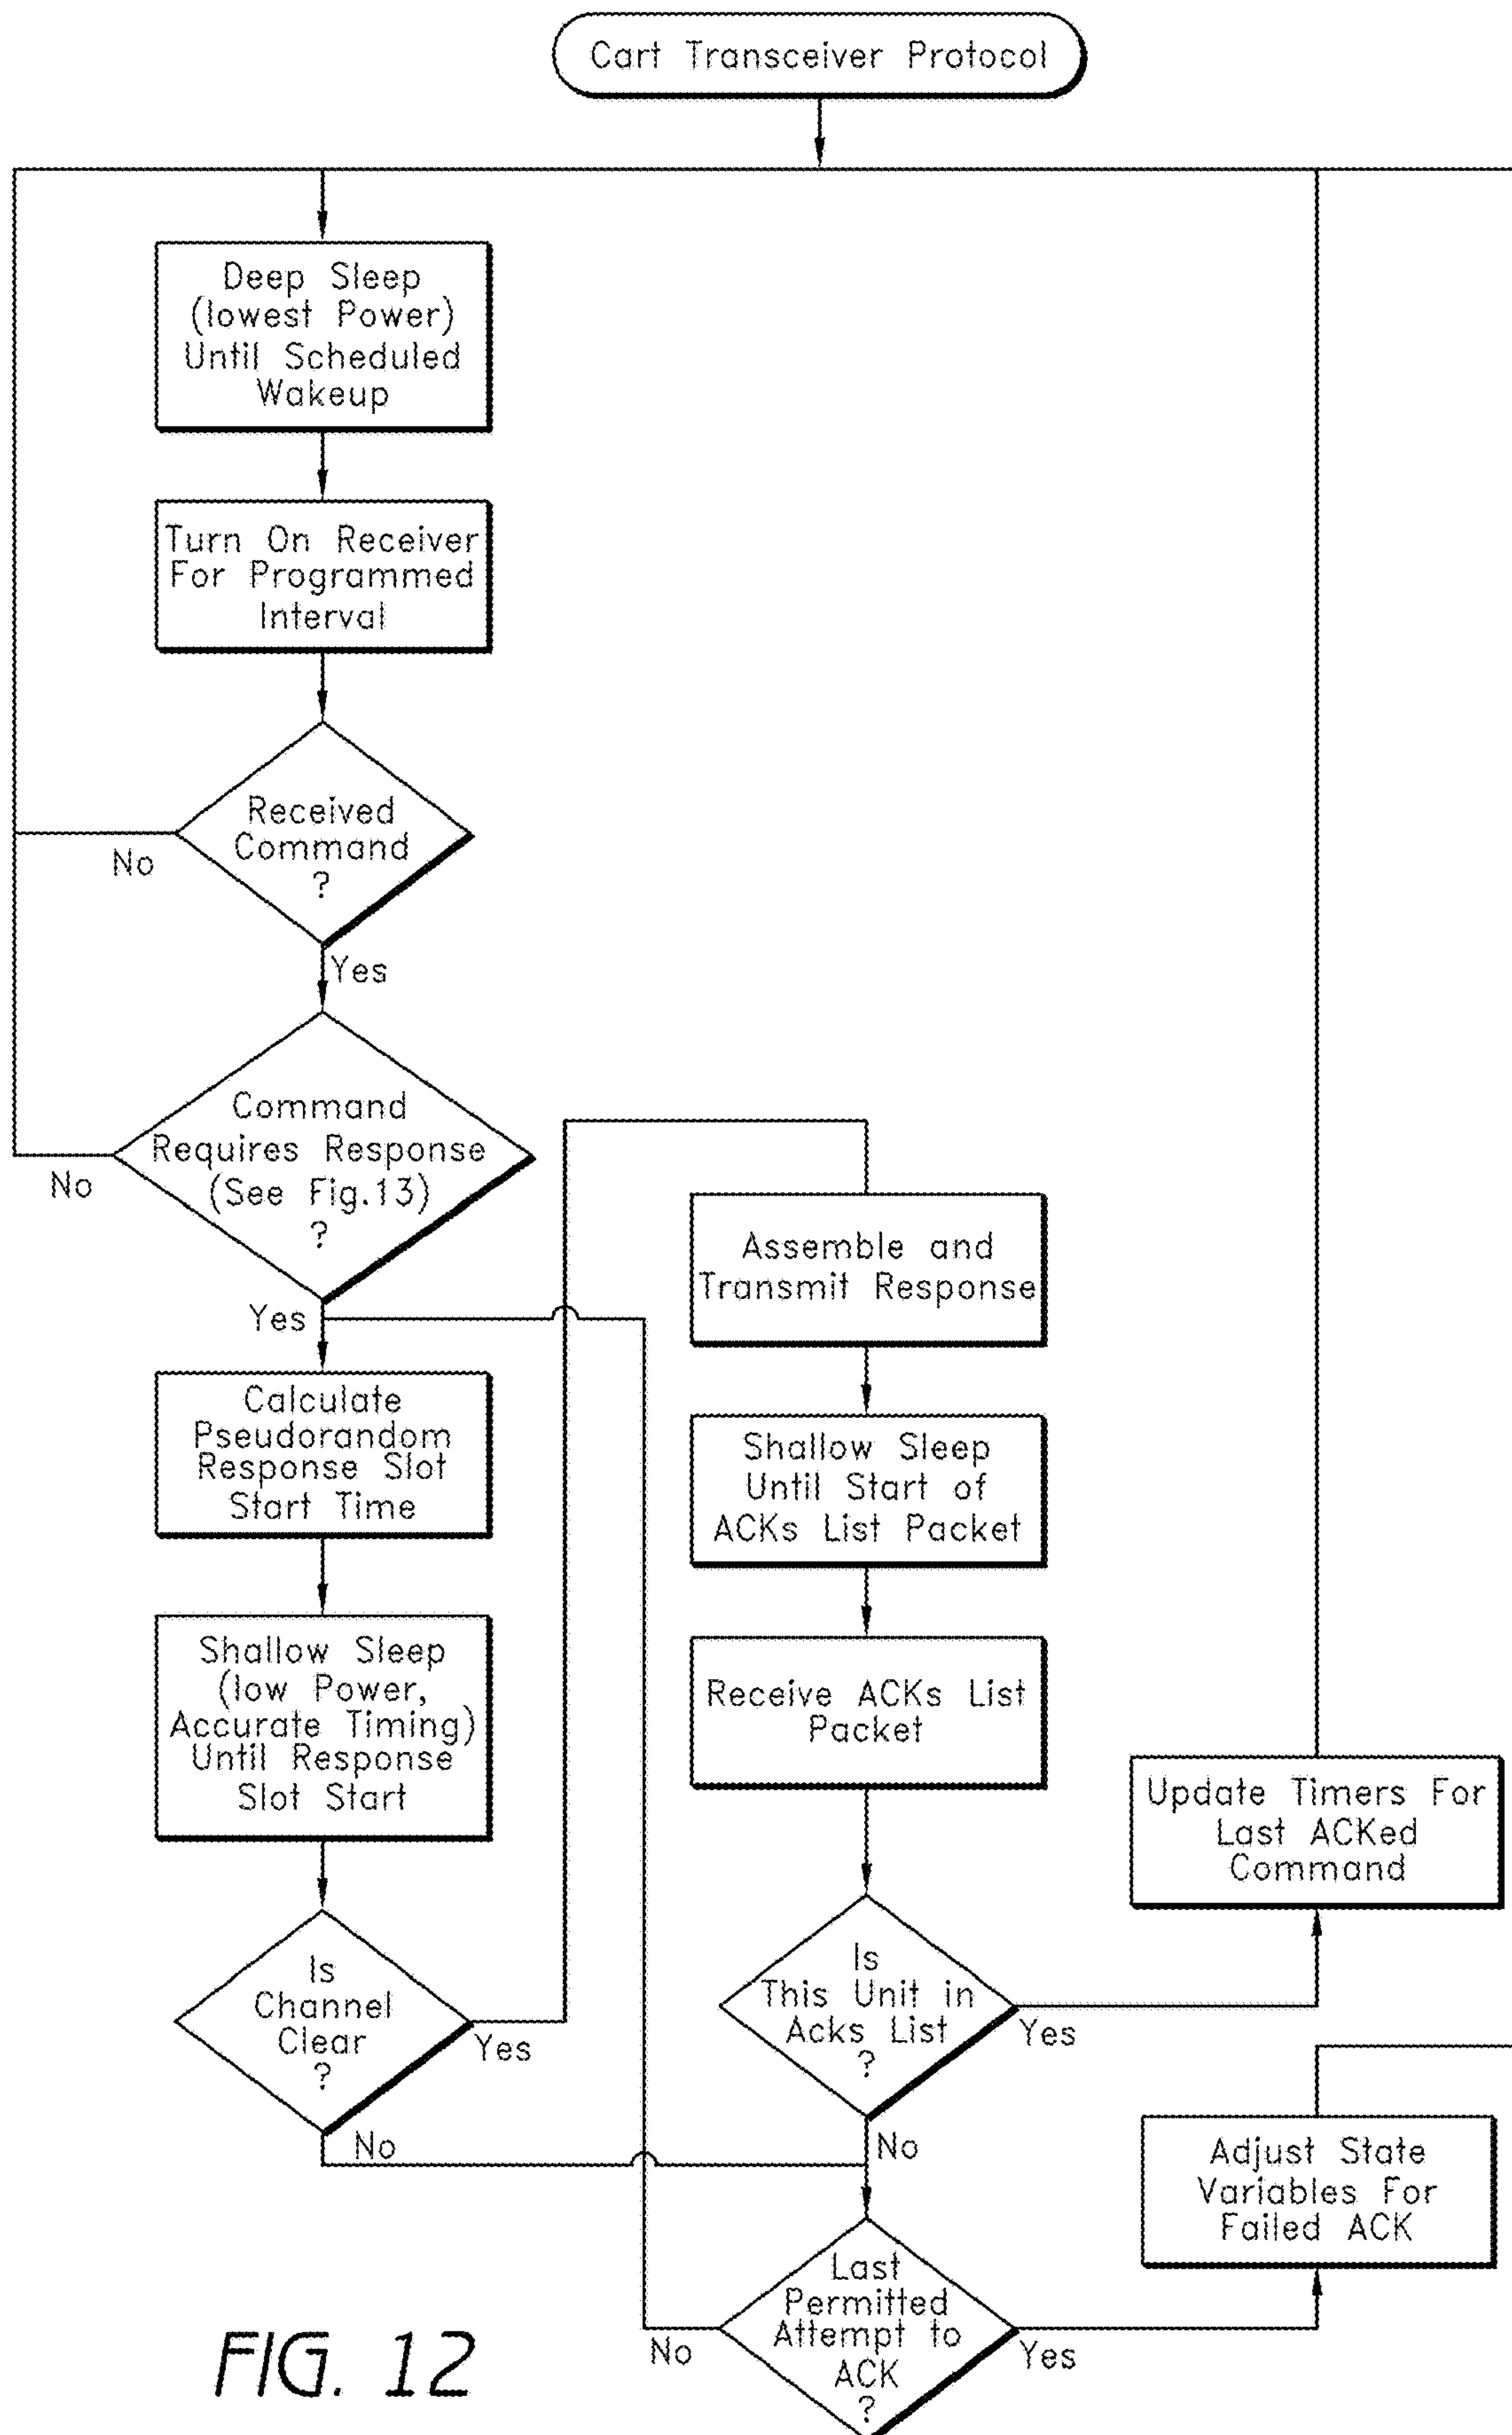 Cart Transceiver Protocol
Deep Sleep
(lowest Power)
Until Scheduled
Wakeup
Turn On Receiver
For Programmed
Interval
Received
Command
?
No
Yes
Command
Requires Response
(See Fig.13)
?
No
Yes
Calculate
Pseudorandom
Response Slot
Start Time
Shallow Sleep
(low Power,
Accurate Timing)
Until Response
Slot Start
Is
Channel
Clear
?
Yes
No
Assemble and
Transmit Response
Shallow Sleep
Until Start of
ACKs List Packet
Receive ACKs List
Packet
Is
This Unit in
Acks List
?
Yes
No
Update Timers For
Last ACKed
Command
Last
Permitted
Attempt to
ACK
?
No
Yes
Adjust State
Variables For
Failed ACK
FIG. 12